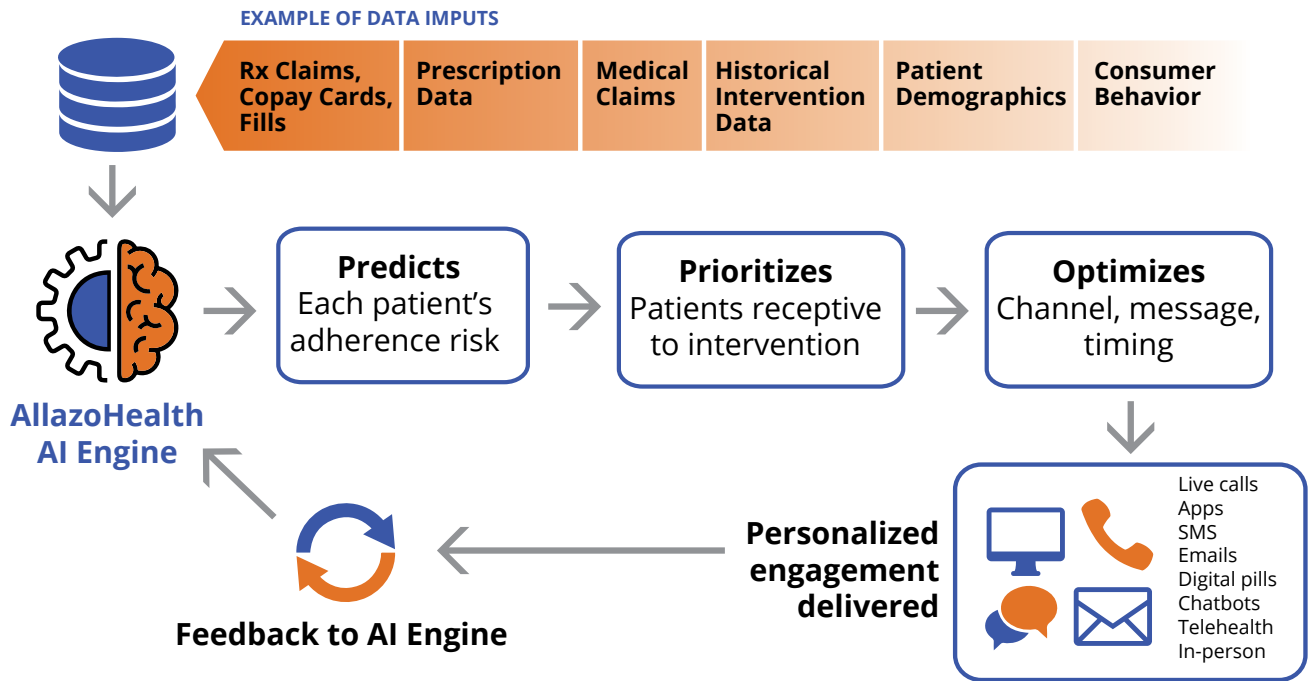 EXAMPLE OF DATA IMPUTS
Rx Claims,
Copay Cards,
Fills
Prescription
Data
Medical
Claims
Historical
Intervention
Data
Patient
Demographics
Consumer
Behavior
AllazoHealth
AI Engine
Predicts
Each patient’s
adherence risk
Prioritizes
Patients receptive
to intervention
Optimizes
Channel, message,
timing
Live calls
Apps
SMS
Emails
Digital pills
Chatbots
Telehealth
In-person
Personalized
engagement
delivered
Feedback to AI Engine